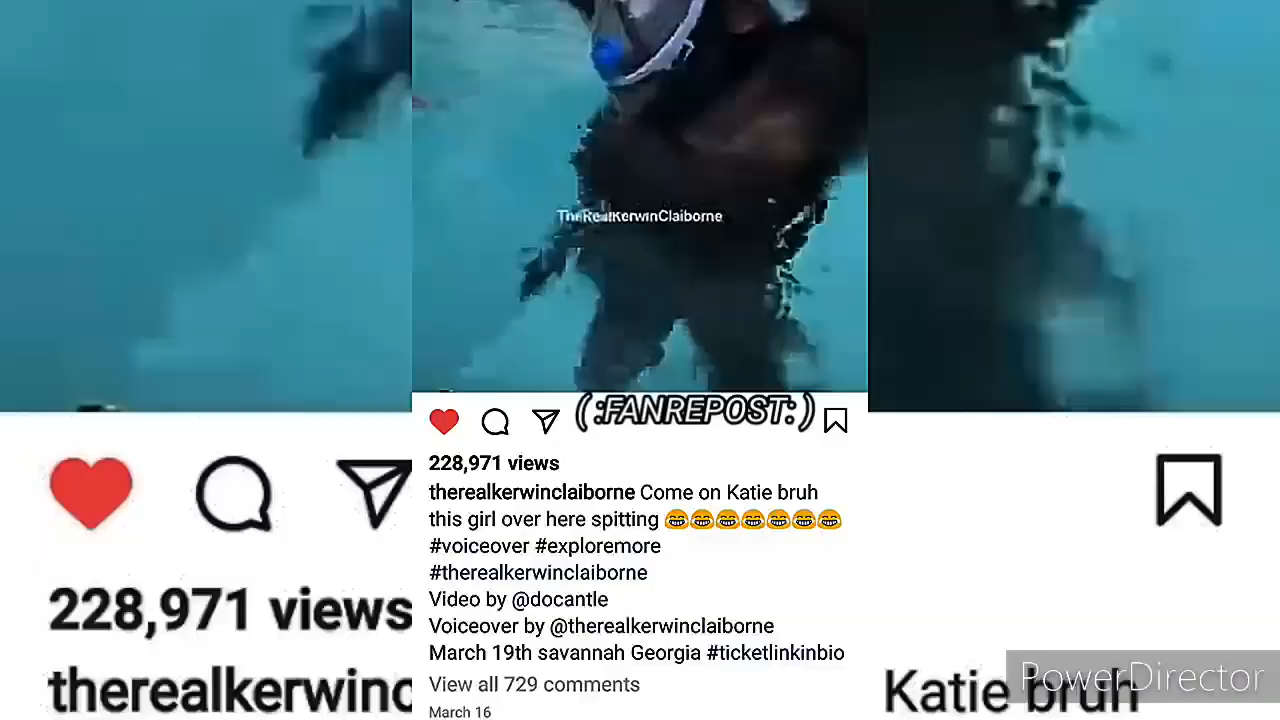 TheRealKerwinClaiborne
( :FANREPOST: )
228,971 views
therealkerwinclaiborne Come on Katie bruh
this girl over here spitting 😂😂😂😂😂😂😂
#voiceover #exploremore
#therealkerwinclaiborne
Video by @docantle
Voiceover by @therealkerwinclaiborne
March 19th savannah Georgia #ticketlinkinbio
View all 729 comments
March 16
228,971 views
therealkerwinc
Katie bruh
PowerDirector